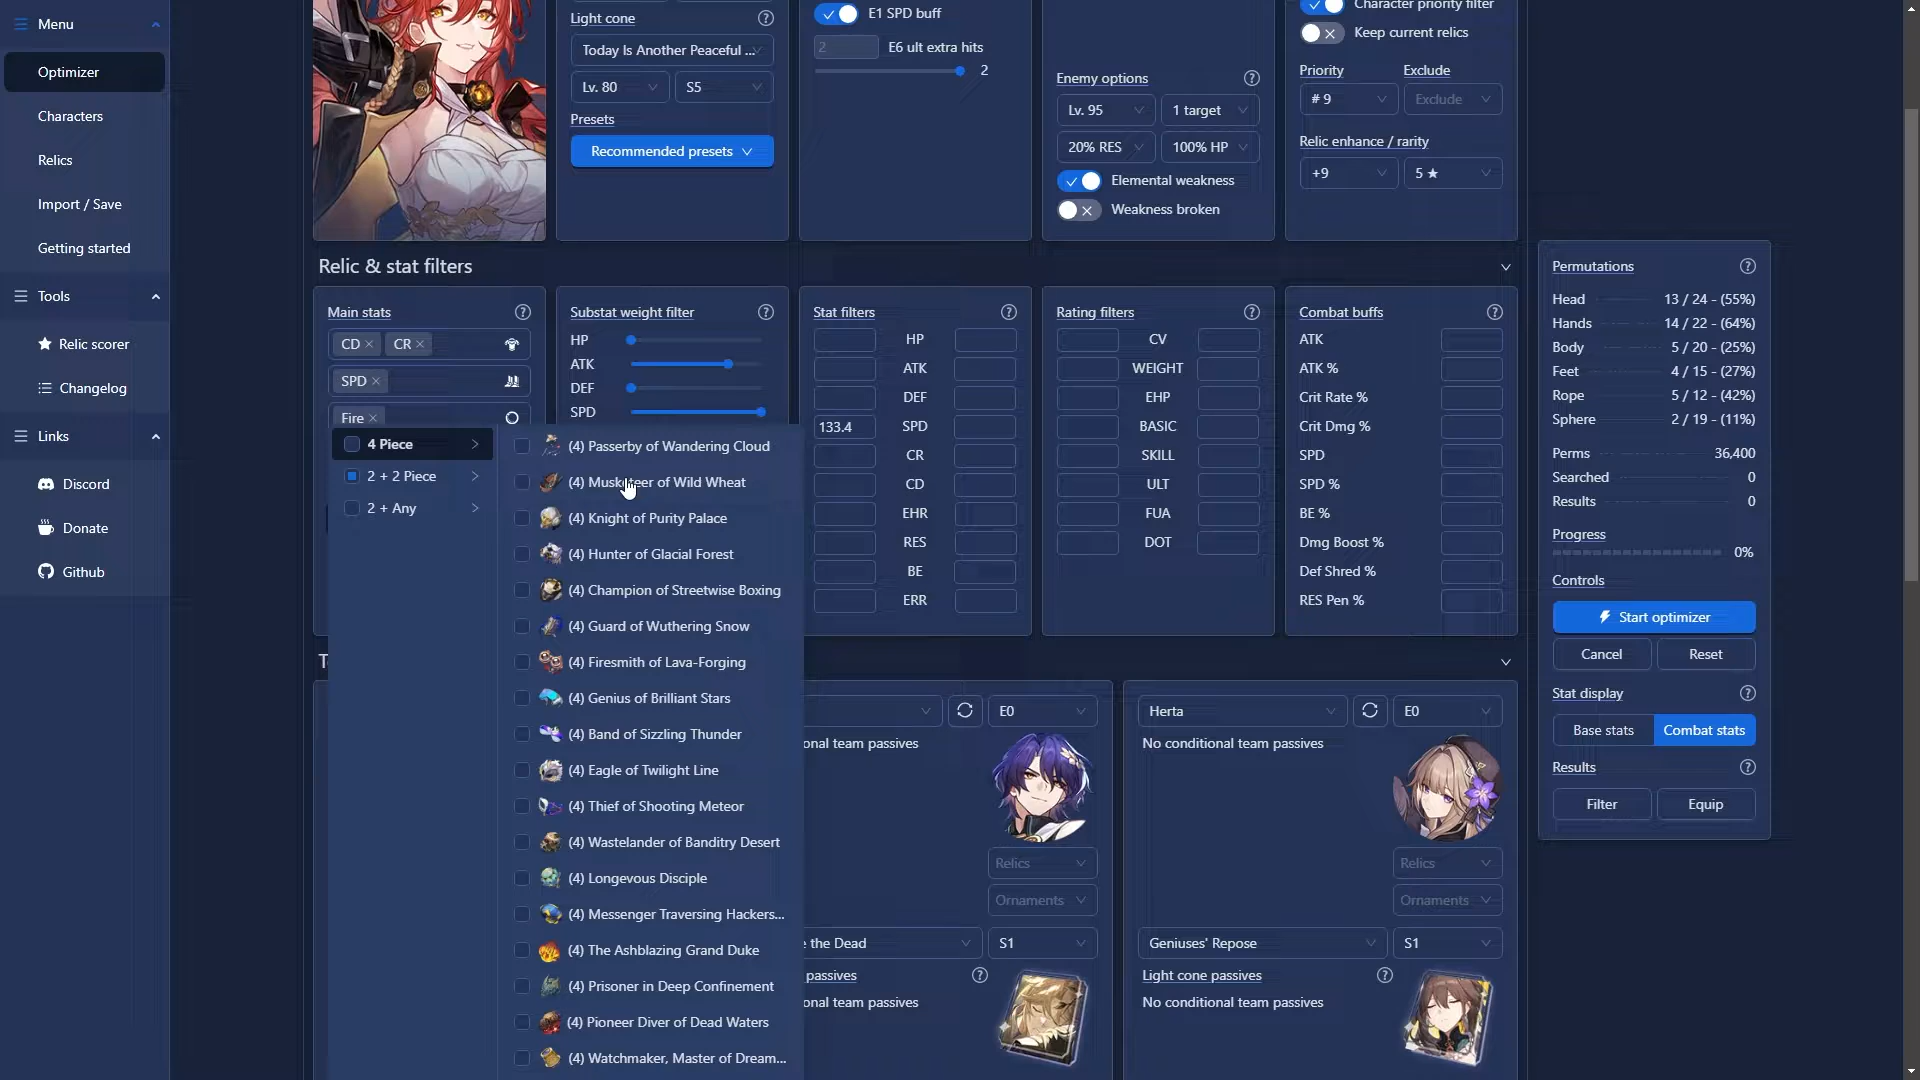 Menu
Optimizer
Characters
Relics
Import / Save
Getting started
Tools
Relic scorer
Changelog
Links
Discord
Donate
Github
Light cone
Today Is Another Peaceful ...
Lv. 80
S5
Presets
Recommended presets
E1 SPD buff
2 E6 ult extra hits
2
Enemy options
Lv. 95
1 target
20% RES
100% HP
Elemental weakness
Weakness broken
Character priority filter
Keep current relics
Priority
Exclude
# 9
Exclude
Relic enhance / rarity
+9
5 ★
Relic & stat filters
Main stats
CD
CR
SPD
Fire
4 Piece
2 + 2 Piece
2 + Any
(4) Passerby of Wandering Cloud
(4) Musketeer of Wild Wheat
(4) Knight of Purity Palace
(4) Hunter of Glacial Forest
(4) Champion of Streetwise Boxing
(4) Guard of Wuthering Snow
(4) Firesmith of Lava-Forging
(4) Genius of Brilliant Stars
(4) Band of Sizzling Thunder
(4) Eagle of Twilight Line
(4) Thief of Shooting Meteor
(4) Wastelander of Banditry Desert
(4) Longevous Disciple
(4) Messenger Traversing Hackers...
(4) The Ashblazing Grand Duke
(4) Prisoner in Deep Confinement
(4) Pioneer Diver of Dead Waters
(4) Watchmaker, Master of Dream...
Substat weight filter
HP
ATK
DEF
SPD
Stat filters
HP
ATK
DEF
133.4 SPD
CR
CD
EHR
RES
BE
ERR
Rating filters
CV
WEIGHT
EHP
BASIC
SKILL
ULT
FUA
DOT
Combat buffs
ATK
ATK %
Crit Rate %
Crit Dmg %
SPD
SPD %
BE %
Dmg Boost %
Def Shred %
RES Pen %
E0
onal team passives
Relics
Ornaments
e the Dead
S1
passives
onal team passives
Herta
E0
No conditional team passives
Relics
Ornaments
Geniuses' Repose
S1
Light cone passives
No conditional team passives
Permutations
Head 13 / 24 - (55%)
Hands 14 / 22 - (64%)
Body 5 / 20 - (25%)
Feet 4 / 15 - (27%)
Rope 5 / 12 - (42%)
Sphere 2 / 19 - (11%)
Perms 36,400
Searched 0
Results 0
Progress
0%
Controls
Start optimizer
Cancel
Reset
Stat display
Base stats
Combat stats
Results
Filter
Equip